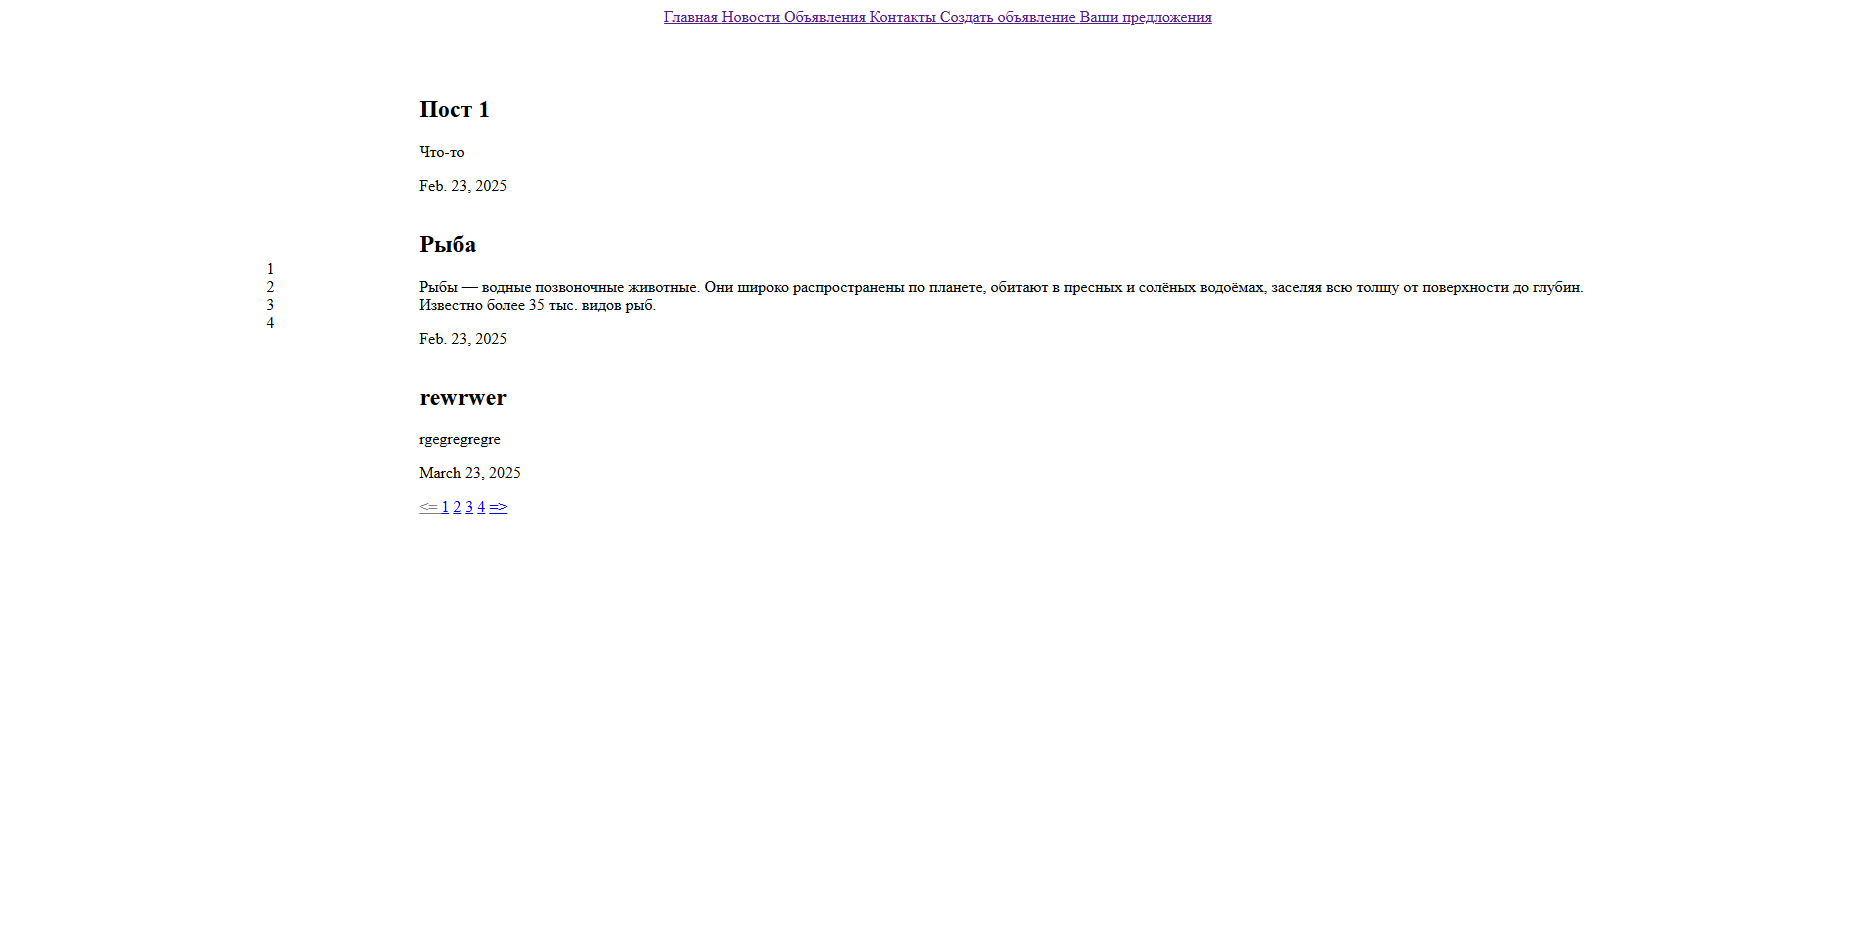 Главная Новости Объявления Контакты Создать объявление Ваши предложения
1
2
3
4
Пост 1
Что-то
Feb. 23, 2025
Рыба
Рыбы — водные позвоночные животные. Они широко распространены по планете, обитают в пресных и солёных водоёмах, заселяя всю толщу от поверхности до глубин.
Известно более 35 тыс. видов рыб.
Feb. 23, 2025
rewrwer
rgegregregre
March 23, 2025
<= 1 2 3 4 =>